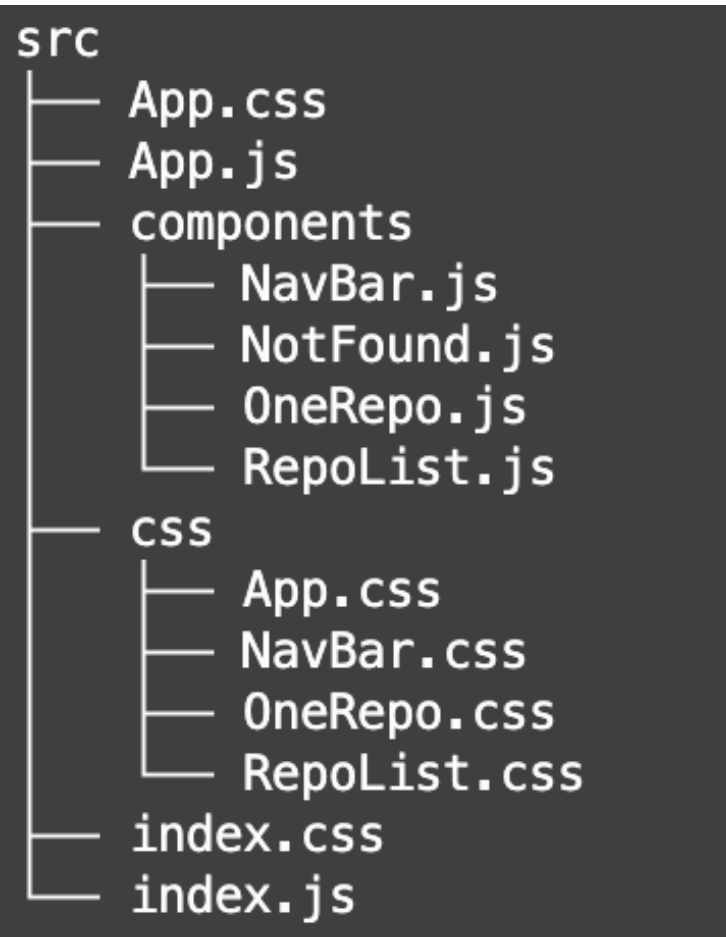 src
App.css
App.js
components
NavBar.js
NotFound.js
OneRepo.js
RepoList.js
css
App.css
NavBar.css
OneRepo.css
RepoList.css
index.css
index.js